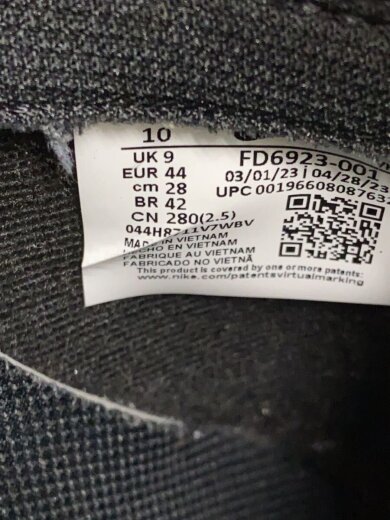 10
UK 9
EUR 44
cm 28
BR 42
CN 280(2.5)
044H8711V7WBV
FD6923-001
03/01/23 | 04/28/23
UPC 0019660808763
MADE IN VIETNAM
HECHO EN VIETNAM
FABRIQUE AU VIETNAM
FABRICADO NO VIETNÃ
This product is covered by one or more patents:
www.nike.com/patentsvirtualmarking